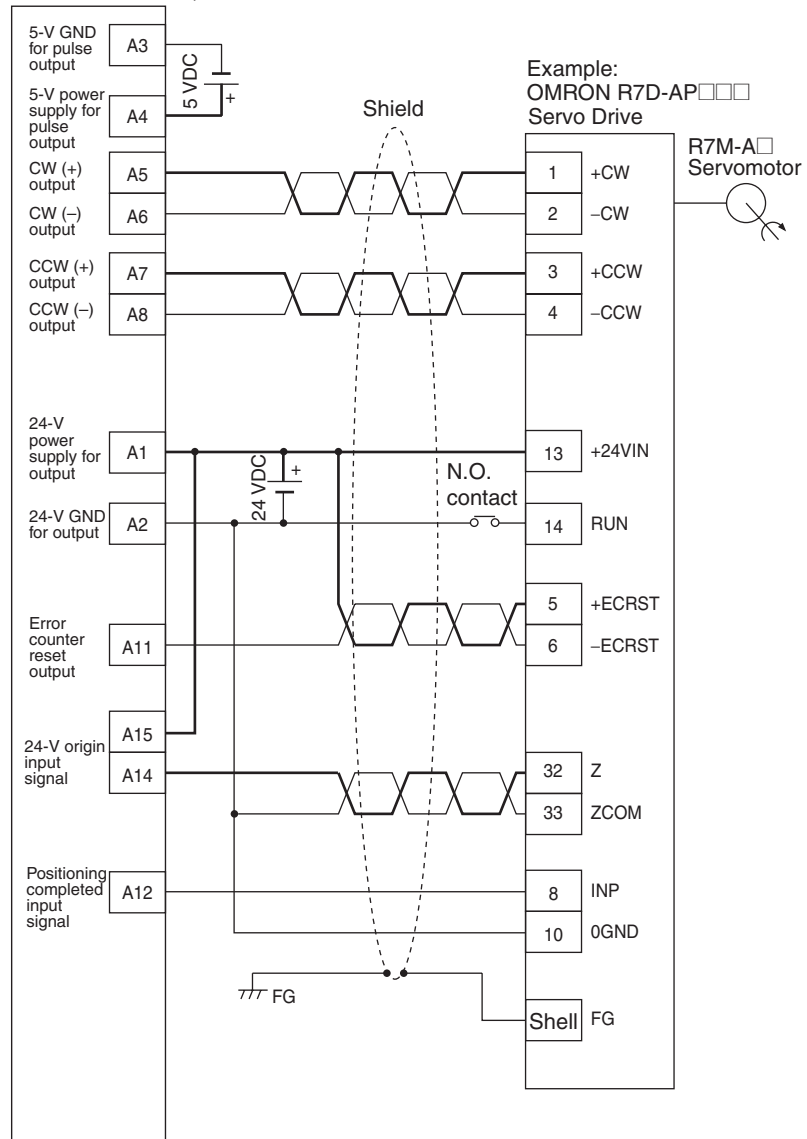 5-V GND
for pulse
output
A3
5 VDC
+
5-V power
supply for
pulse
output
A4
Shield
Example:
OMRON R7D-AP□□□
Servo Drive
R7M-A□
Servomotor
CW (+)
output
A5
1
+CW
CW (–)
output
A6
2
–CW
CCW (+)
output
A7
3
+CCW
CCW (–)
output
A8
4
–CCW
24-V
power
supply for
output
A1
24 VDC
+
13
+24VIN
N.O.
contact
24-V GND
for output
A2
14
RUN
5
+ECRST
Error
counter
reset
output
A11
6
–ECRST
A15
24-V origin
input
signal
A14
32
Z
33
ZCOM
Positioning
completed
input
signal
A12
8
INP
10
0GND
FG
Shell
FG